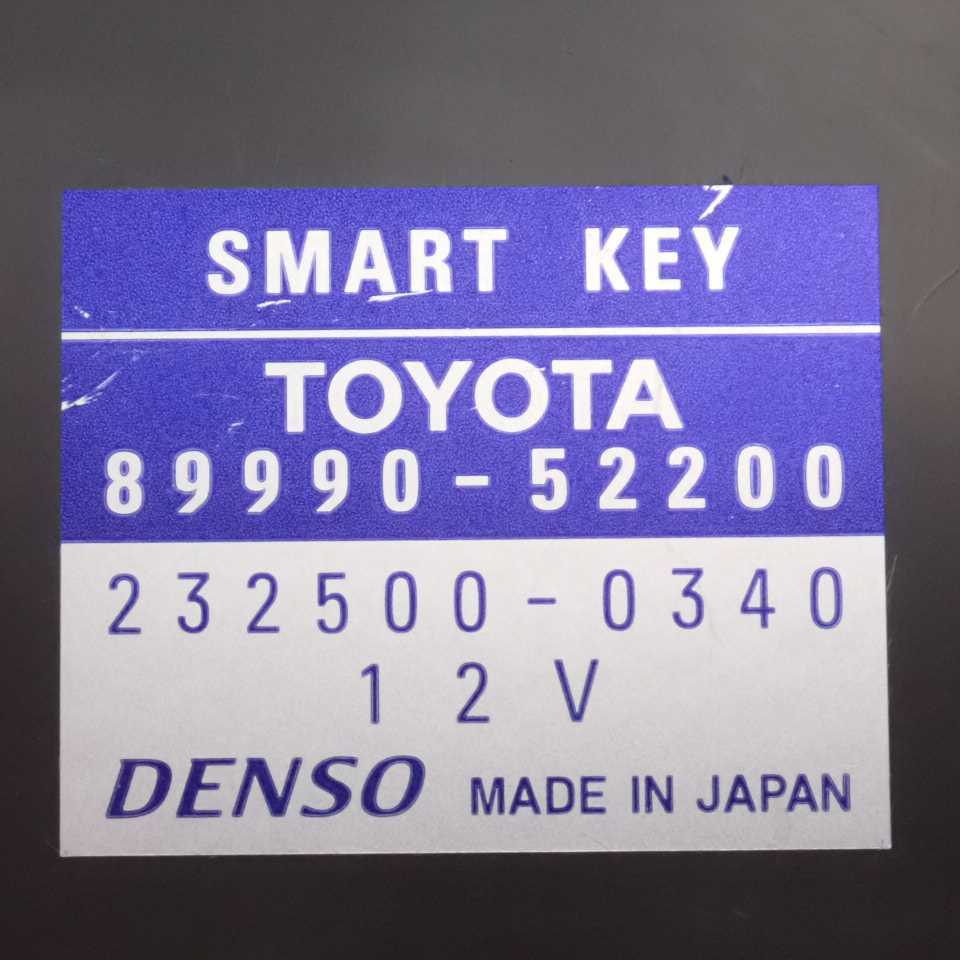 SMART KEY
TOYOTA
89990-52200
232500-0340
12V
DENSO MADE IN JAPAN